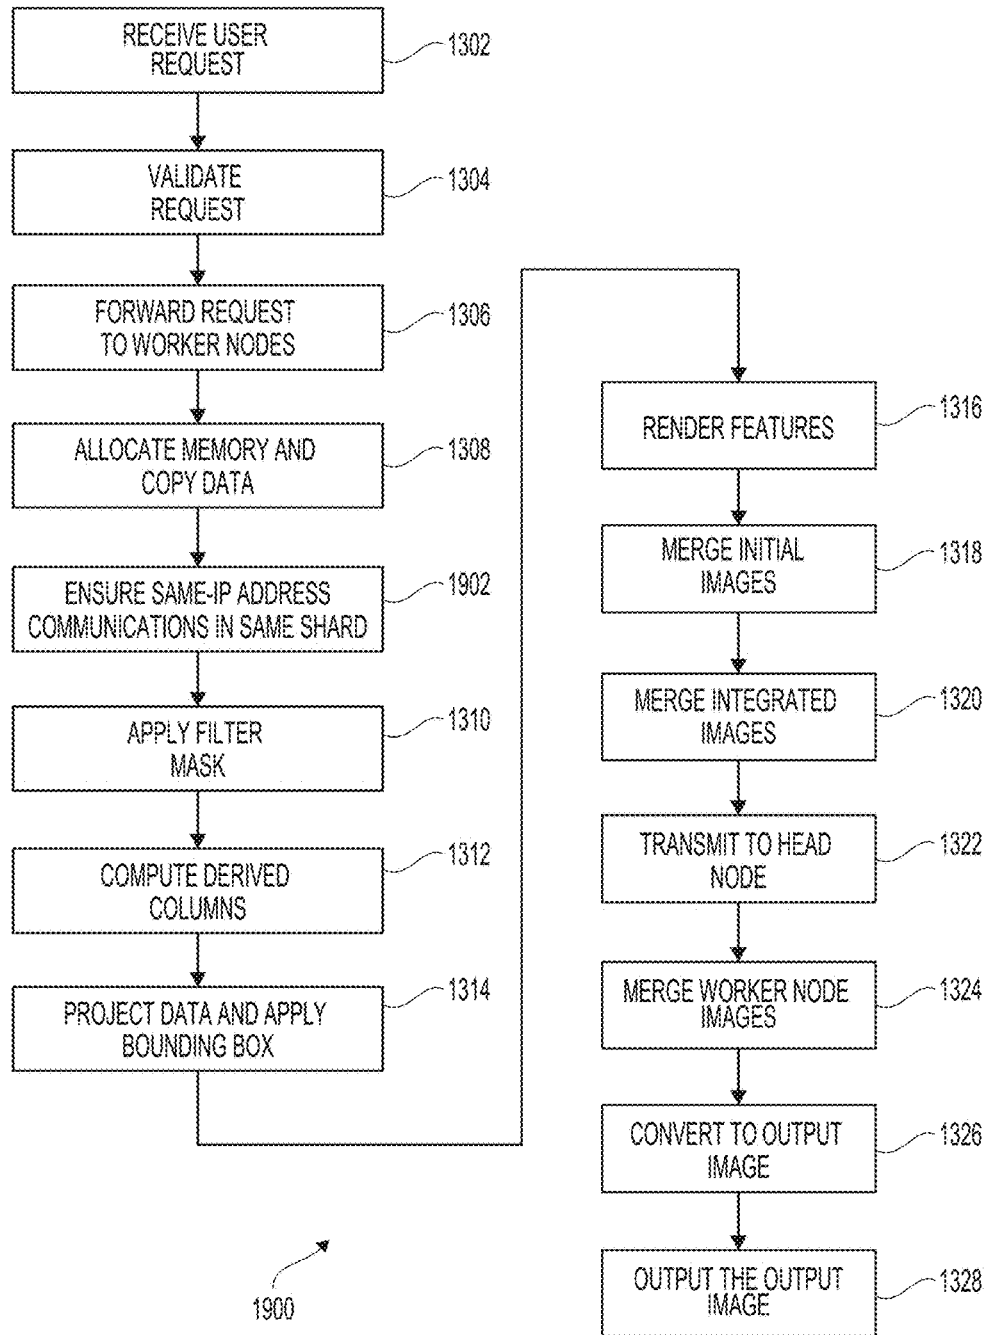 RECEIVE USER
REQUEST
1302
VALIDATE
REQUEST
1304
FORWARD REQUEST
TO WORKER NODES
1306
ALLOCATE MEMORY AND
COPY DATA
1308
ENSURE SAME-IP ADDRESS
COMMUNICATIONS IN SAME SHARD
1902
APPLY FILTER
MASK
1310
COMPUTE DERIVED
COLUMNS
1312
PROJECT DATA AND APPLY
BOUNDING BOX
1314
RENDER FEATURES
1316
MERGE INITIAL
IMAGES
1318
MERGE INTEGRATED
IMAGES
1320
TRANSMIT TO HEAD
NODE
1322
MERGE WORKER NODE
IMAGES
1324
CONVERT TO OUTPUT
IMAGE
1326
OUTPUT THE OUTPUT
IMAGE
1328
1900